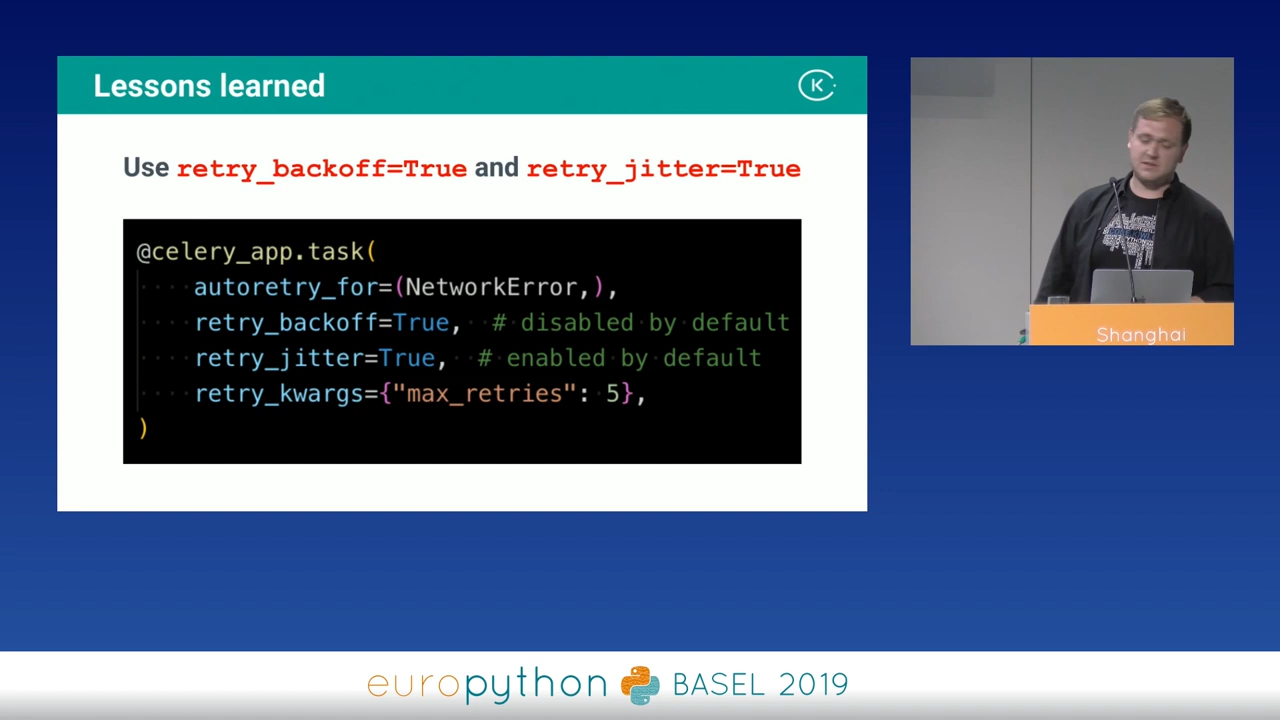 Lessons learned
K
Use retry_backoff=True and retry_jitter=True
@celery_app.task(
autoretry_for=(NetworkError,),
retry_backoff=True, # disabled by default
retry_jitter=True, # enabled by default
retry_kwargs={"max_retries": 5},
)
Shanghai
europython BASEL 2019